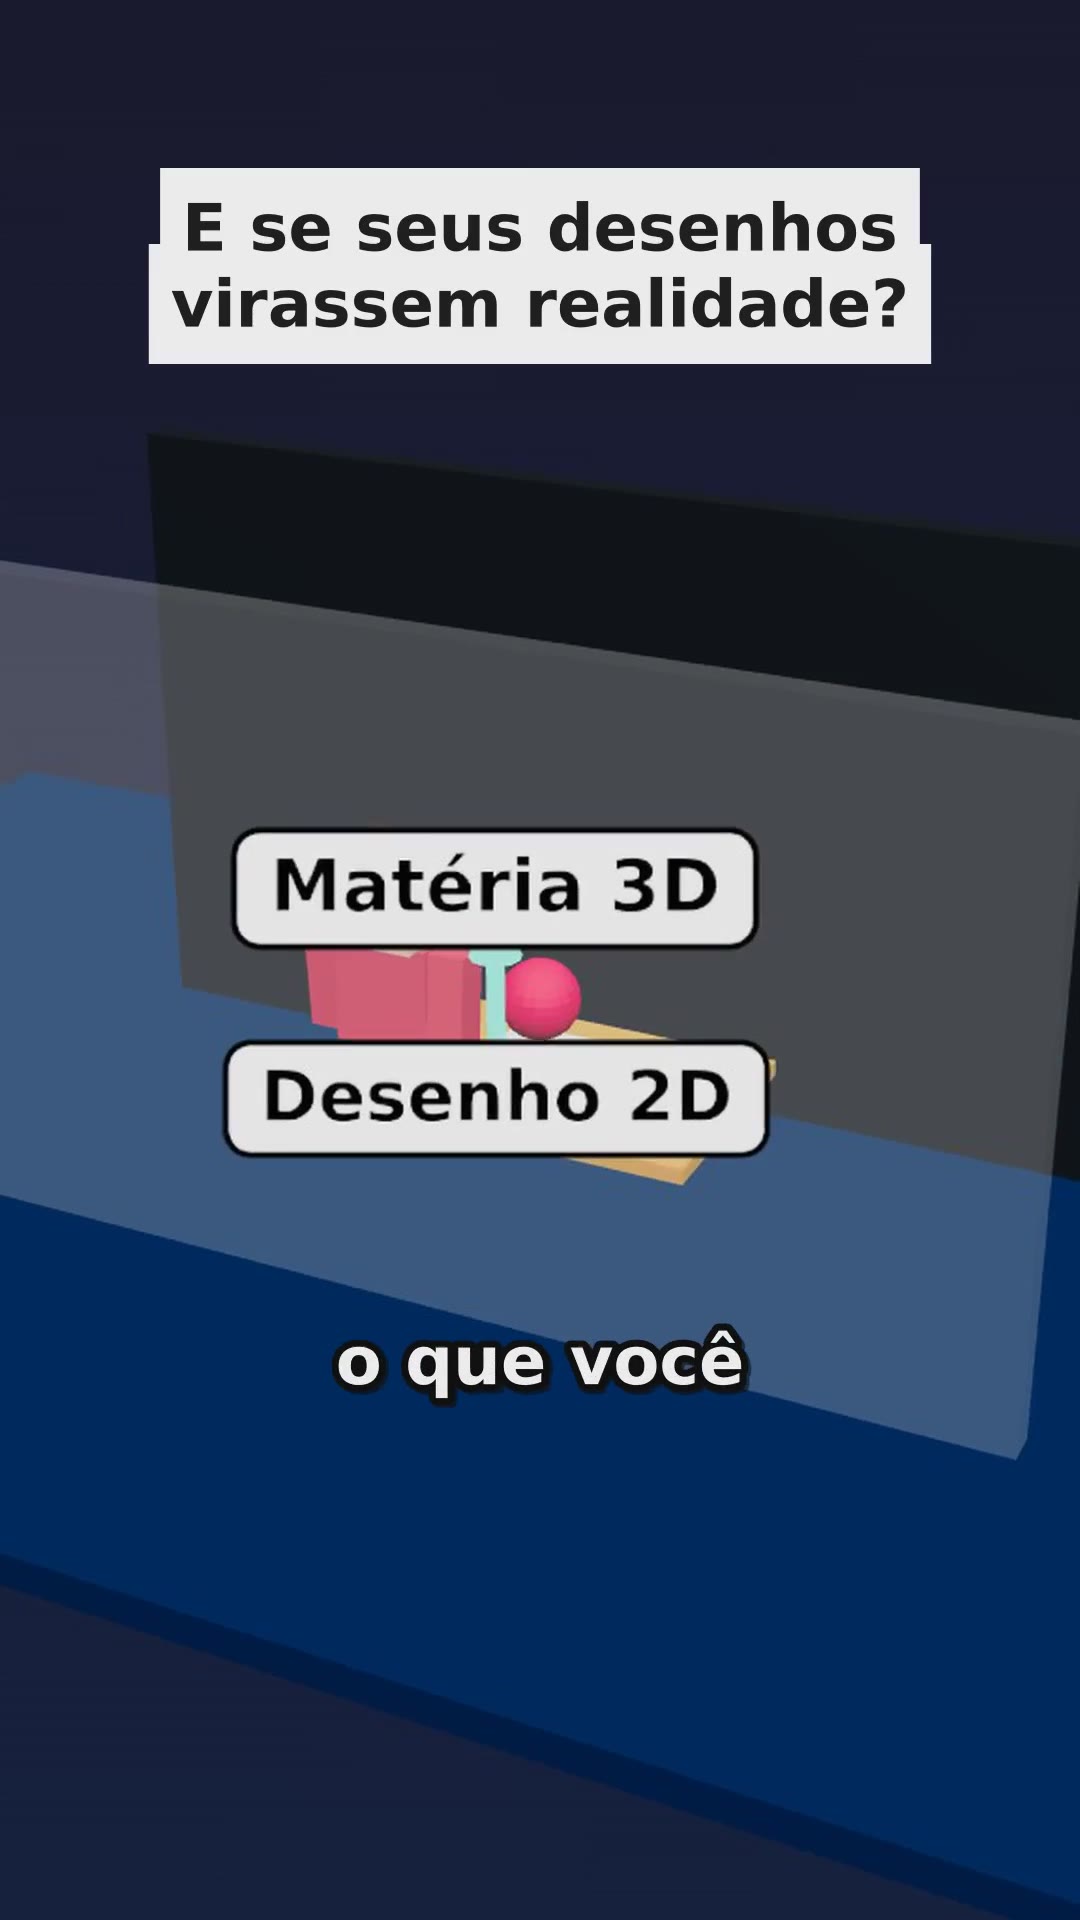 E se seus desenhos
virassem realidade?
Matéria 3D
Desenho 2D
o que você